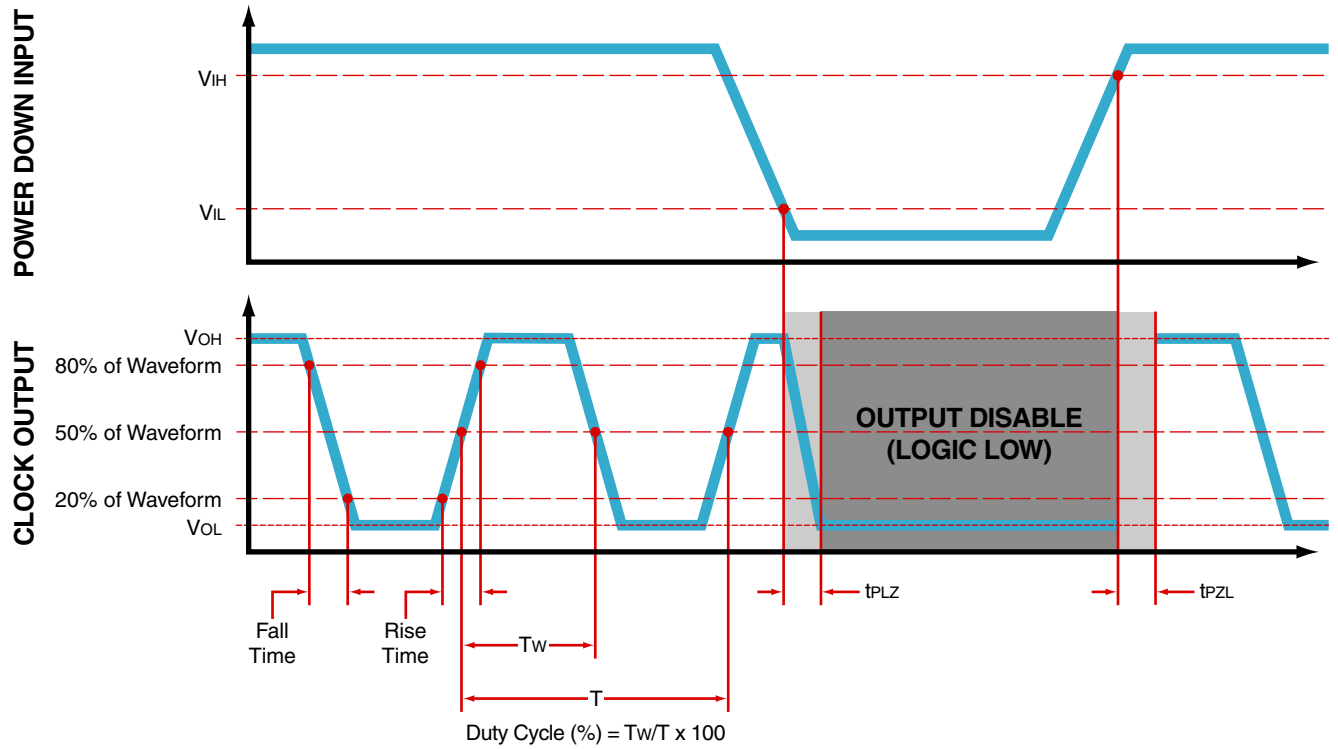 POWER DOWN INPUT
VIH
VIL
CLOCK OUTPUT
VOH
80% of Waveform
50% of Waveform
20% of Waveform
VOL
OUTPUT DISABLE
(LOGIC LOW)
Fall
Time
Rise
Time
TW
T
tPLZ
tPZL
Duty Cycle (%) = TW/T x 100